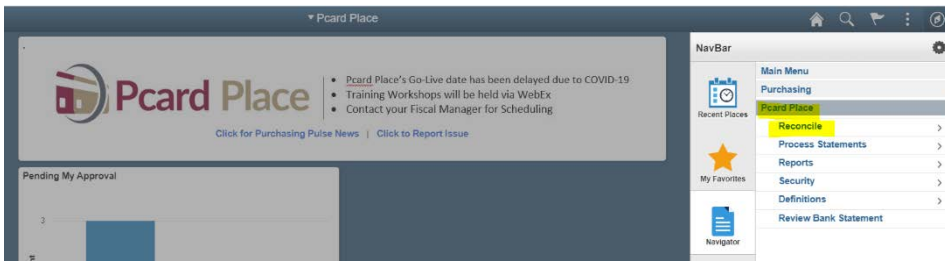 ▾ Pcard Place
NavBar
.
Pcard Place
• Pcard Place's Go-Live date has been delayed due to COVID-19
• Training Workshops will be held via WebEx
• Contact your Fiscal Manager for Scheduling
Click for Purchasing Pulse News | Click to Report Issue
Pending My Approval
3
Recent Places
My Favorites
Navigator
Main Menu
Purchasing
Pcard Place
Reconcile
Process Statements
Reports
Security
Definitions
Review Bank Statement